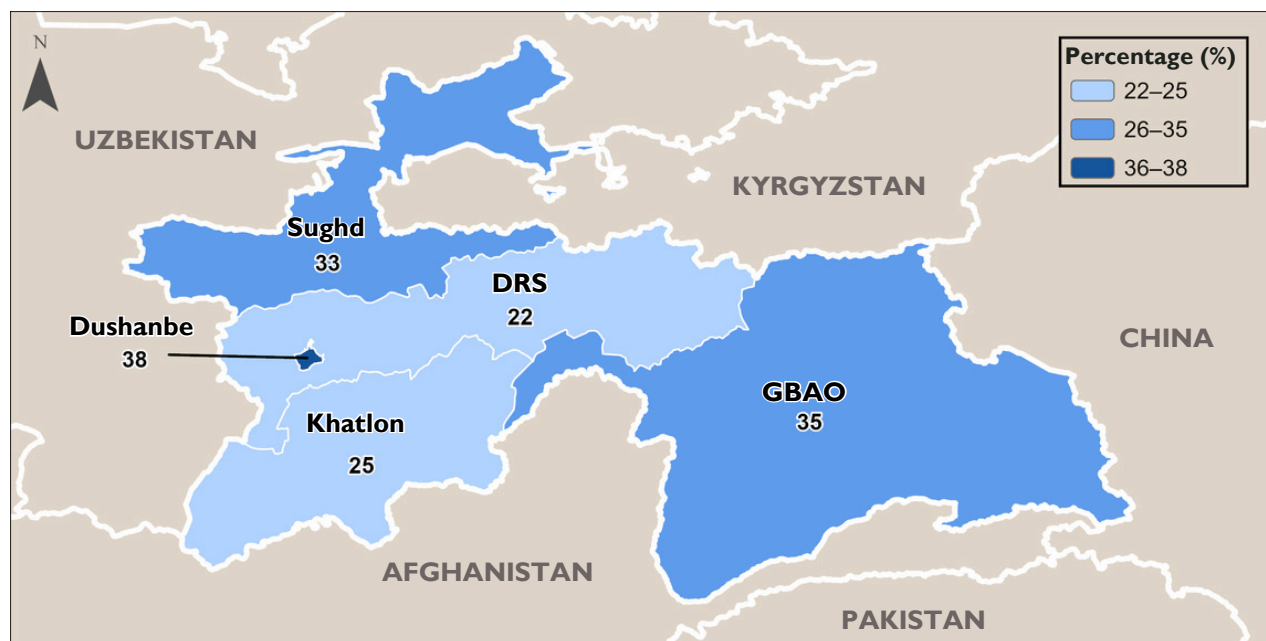 N
Percentage (%)
22–25
26–35
36–38
UZBEKISTAN
KYRGYZSTAN
Sughd
33
DRS
22
Dushanbe
38
CHINA
GBAO
35
Khatlon
25
AFGHANISTAN
PAKISTAN